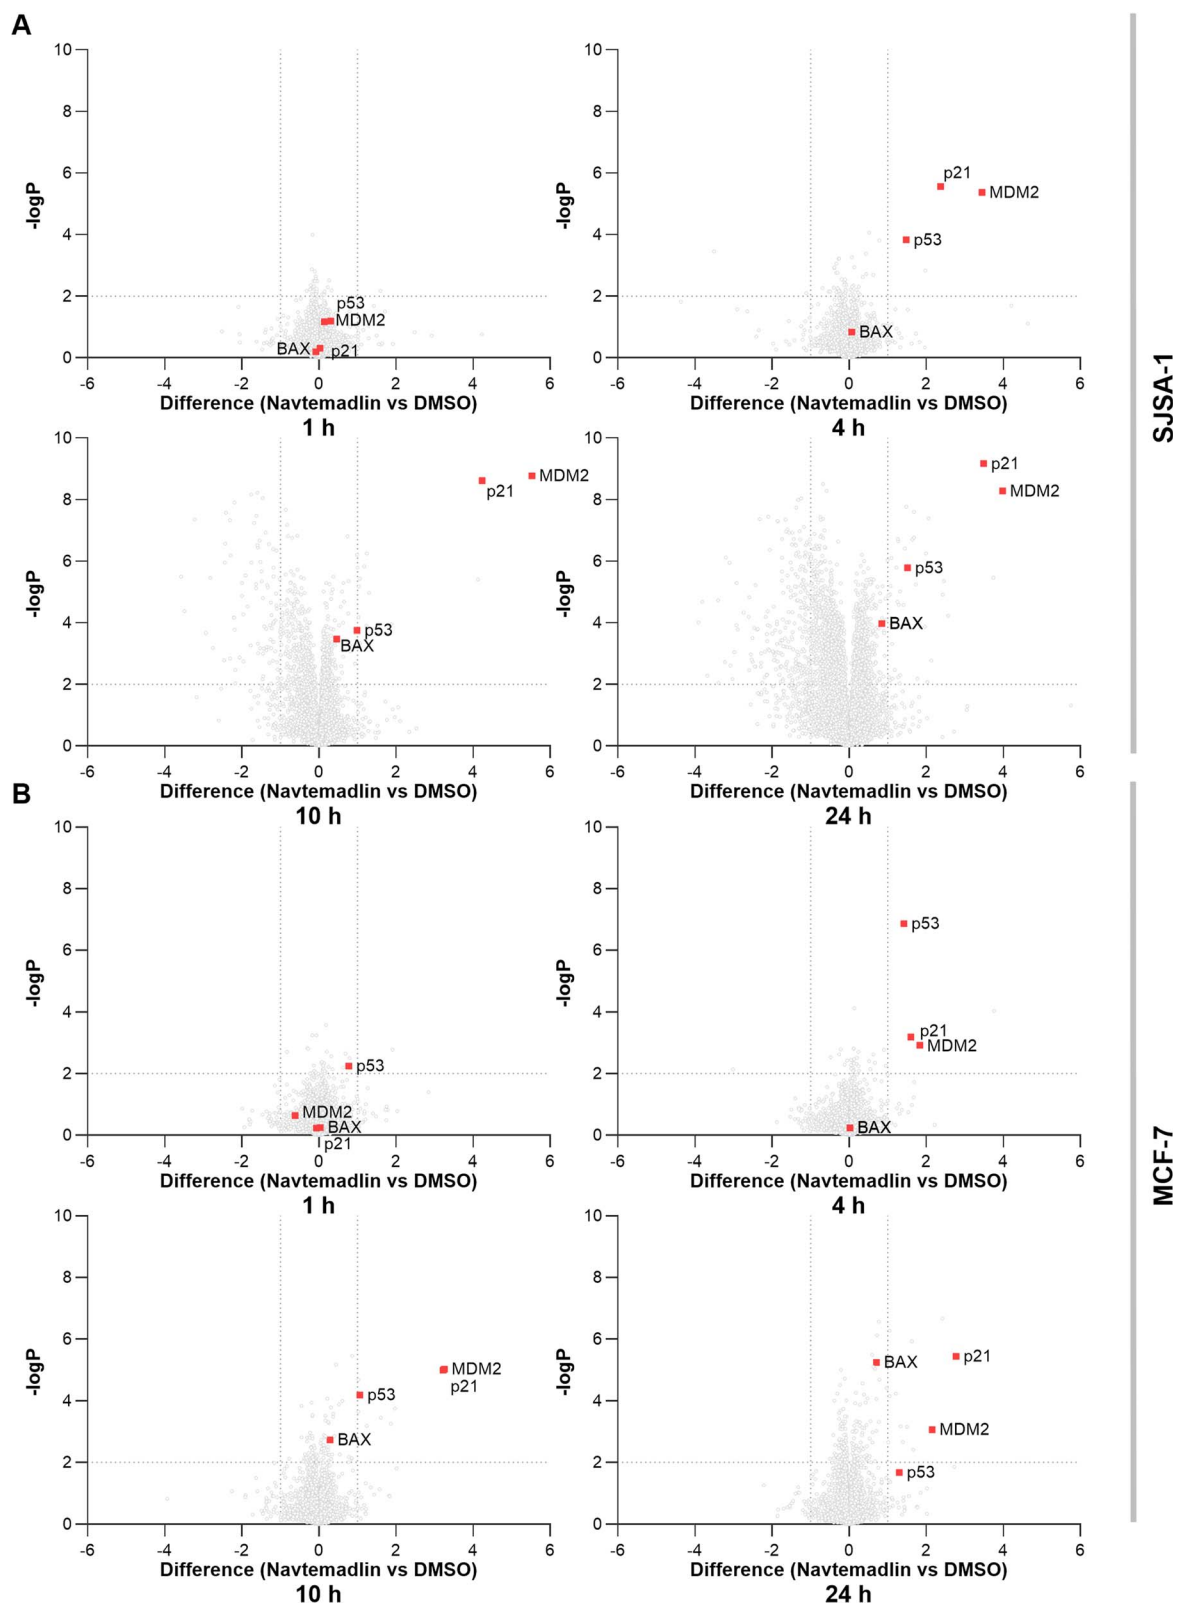 A
10
8
6
4
2
0
-logP
p53
MDM2
BAX
p21
-6 -4 -2 0 2 4 6
Difference (Navtemadlin vs DMSO)
1 h
10
8
6
4
2
0
-logP
p21
MDM2
p53
BAX
-6 -4 -2 0 2 4 6
Difference (Navtemadlin vs DMSO)
4 h
10
8
6
4
2
0
-logP
MDM2
p21
p53
BAX
-6 -4 -2 0 2 4 6
Difference (Navtemadlin vs DMSO)
10 h
10
8
6
4
2
0
-logP
p21
MDM2
p53
BAX
-6 -4 -2 0 2 4 6
Difference (Navtemadlin vs DMSO)
24 h
SJSA-1
B
10
8
6
4
2
0
-logP
p53
MDM2
BAX
p21
-6 -4 -2 0 2 4 6
Difference (Navtemadlin vs DMSO)
1 h
10
8
6
4
2
0
-logP
p53
p21
MDM2
BAX
-6 -4 -2 0 2 4 6
Difference (Navtemadlin vs DMSO)
4 h
10
8
6
4
2
0
-logP
MDM2
p21
p53
BAX
-6 -4 -2 0 2 4 6
Difference (Navtemadlin vs DMSO)
10 h
10
8
6
4
2
0
-logP
p21
BAX
MDM2
p53
-6 -4 -2 0 2 4 6
Difference (Navtemadlin vs DMSO)
24 h
MCF-7